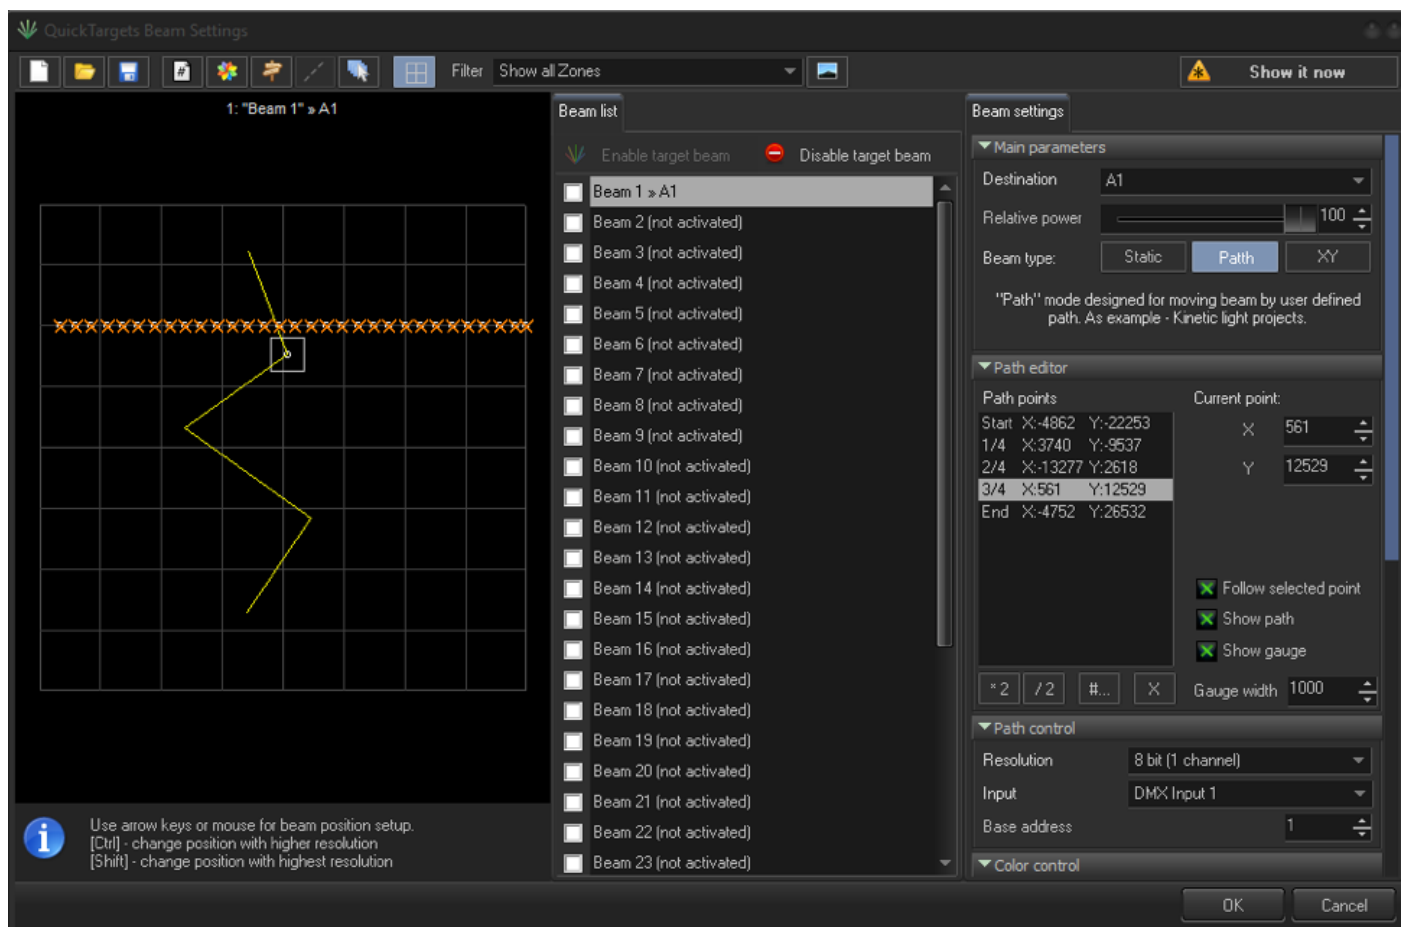 QuickTargets Beam Settings
# Filter Show all Zones Show it now
1: "Beam 1" » A1
Use arrow keys or mouse for beam position setup.
[Ctrl] - change position with higher resolution
[Shift] - change position with highest resolution
Beam list
Enable target beam Disable target beam
Beam 1 » A1
Beam 2 (not activated)
Beam 3 (not activated)
Beam 4 (not activated)
Beam 5 (not activated)
Beam 6 (not activated)
Beam 7 (not activated)
Beam 8 (not activated)
Beam 9 (not activated)
Beam 10 (not activated)
Beam 11 (not activated)
Beam 12 (not activated)
Beam 13 (not activated)
Beam 14 (not activated)
Beam 15 (not activated)
Beam 16 (not activated)
Beam 17 (not activated)
Beam 18 (not activated)
Beam 19 (not activated)
Beam 20 (not activated)
Beam 21 (not activated)
Beam 22 (not activated)
Beam 23 (not activated)
Beam settings
Main parameters
Destination A1
Relative power 100
Beam type: Static Patth XY
"Path" mode designed for moving beam by user defined
path. As example - Kinetic light projects.
Path editor
Path points Current point:
Start X:-4862 Y:-22253
1/4 X:3740 Y:-9537
2/4 X:-13277 Y:2618
3/4 X:561 Y:12529
End X:-4752 Y:26532
X 561
Y 12529
Follow selected point
Show path
Show gauge
*2 /2 #... X Gauge width 1000
Path control
Resolution 8 bit (1 channel)
Input DMX Input 1
Base address 1
Color control
OK Cancel